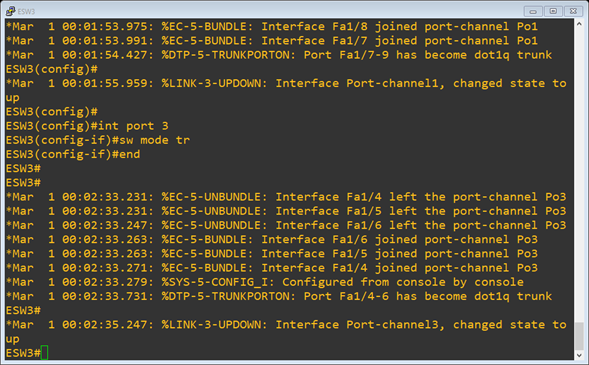 ESW3
*Mar  1 00:01:53.975: %EC-5-BUNDLE: Interface Fa1/8 joined port-channel Po1
*Mar  1 00:01:53.991: %EC-5-BUNDLE: Interface Fa1/7 joined port-channel Po1
*Mar  1 00:01:54.427: %DTP-5-TRUNKPORTON: Port Fa1/7-9 has become dot1q trunk
ESW3(config)#
*Mar  1 00:01:55.959: %LINK-3-UPDOWN: Interface Port-channel1, changed state to
up
ESW3(config)#
ESW3(config)#int port 3
ESW3(config-if)#sw mode tr
ESW3(config-if)#end
ESW3#
ESW3#
*Mar  1 00:02:33.231: %EC-5-UNBUNDLE: Interface Fa1/4 left the port-channel Po3
*Mar  1 00:02:33.231: %EC-5-UNBUNDLE: Interface Fa1/5 left the port-channel Po3
*Mar  1 00:02:33.247: %EC-5-UNBUNDLE: Interface Fa1/6 left the port-channel Po3
*Mar  1 00:02:33.263: %EC-5-BUNDLE: Interface Fa1/6 joined port-channel Po3
*Mar  1 00:02:33.263: %EC-5-BUNDLE: Interface Fa1/5 joined port-channel Po3
*Mar  1 00:02:33.271: %EC-5-BUNDLE: Interface Fa1/4 joined port-channel Po3
*Mar  1 00:02:33.279: %SYS-5-CONFIG_I: Configured from console by console
*Mar  1 00:02:33.731: %DTP-5-TRUNKPORTON: Port Fa1/4-6 has become dot1q trunk
ESW3#
*Mar  1 00:02:35.247: %LINK-3-UPDOWN: Interface Port-channel3, changed state to
up
ESW3#